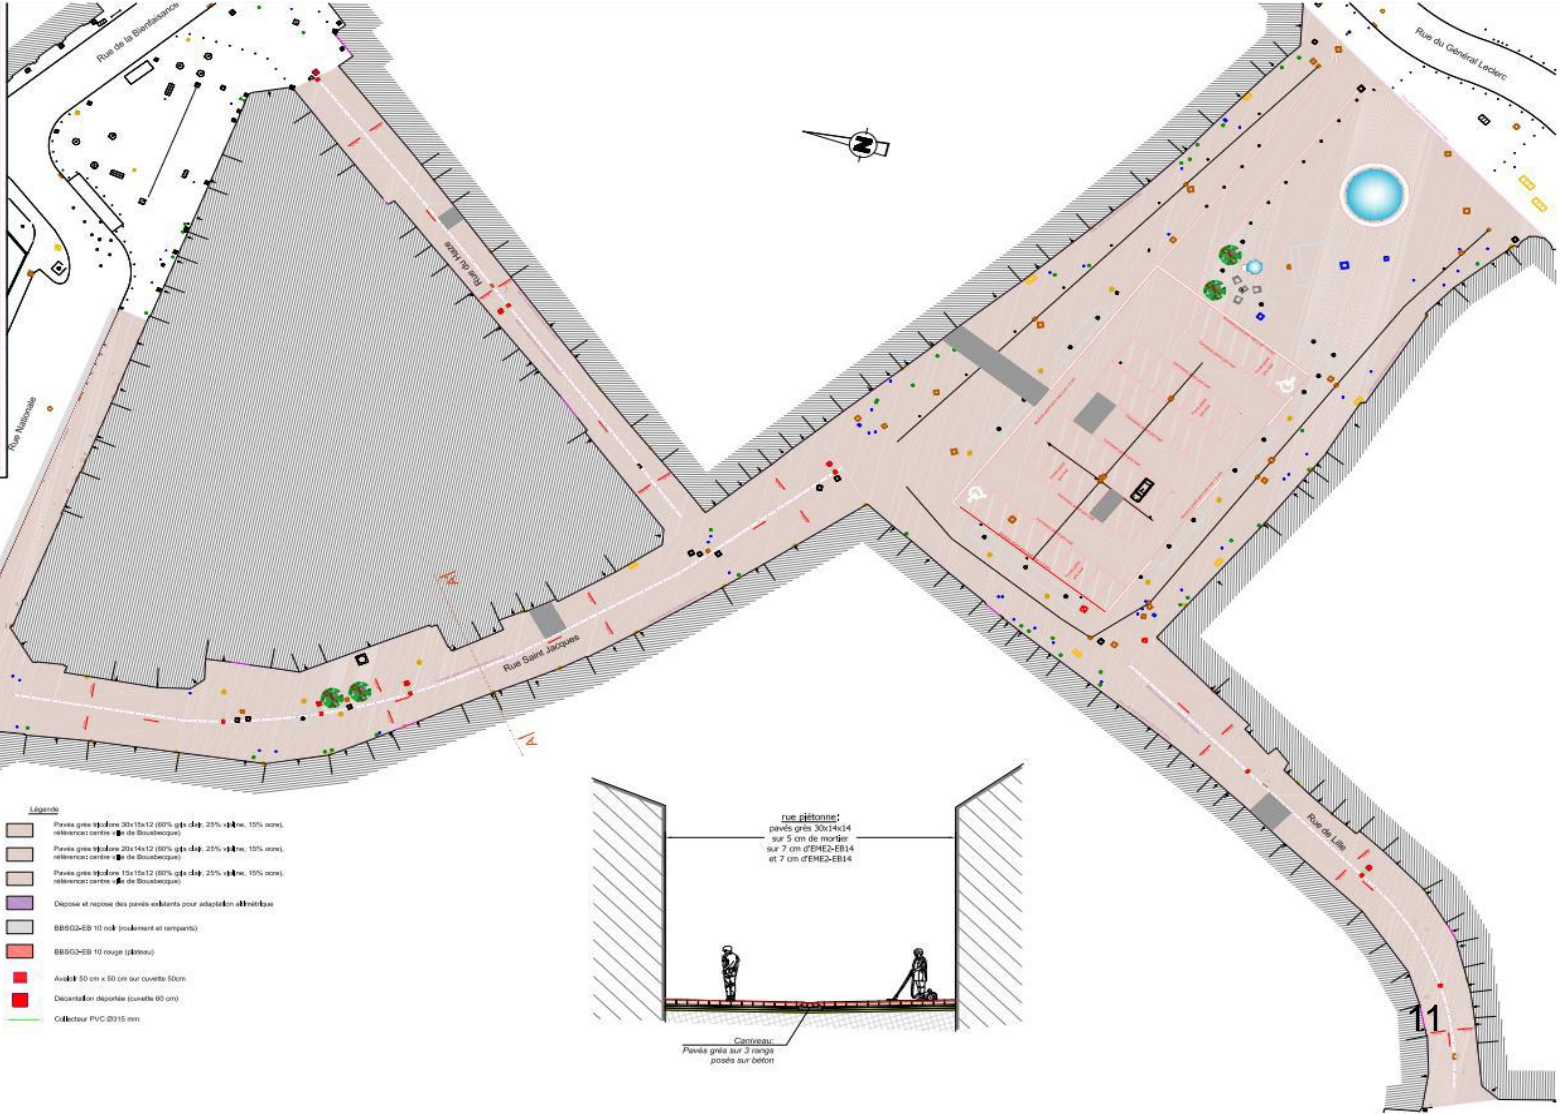 Rue de la Bienfaisance
Rue du Général Leclerc
N
Rue du Haze
Rue Nationale
A|
Rue Saint Jacques
A|
Rue de Lille
11
Légende
Pavés grès tricolore 30x15x12 (60% gris clair, 25% violine, 15% ocre),
référence: centre ville de Bousbecque)
Pavés grès tricolore 20x14x12 (60% gris clair, 25% violine, 15% ocre),
référence: centre ville de Bousbecque)
Pavés grès tricolore 15x15x12 (60% gris clair, 25% violine, 15% ocre),
référence: centre ville de Bousbecque)
Dépose et repose des pavés existants pour adaptation altimétrique
BBSG2-EB 10 noir (roulement et rampants)
BBSG2-EB 10 rouge (plateau)
Avaloir 50 cm x 50 cm sur cuvette 50cm
Décantation déportée (cuvette 60 cm)
Collecteur PVC Ø315 mm
rue piétonne:
pavés grès 30x14x14
sur 5 cm de mortier
sur 7 cm d'EME2-EB14
et 7 cm d'EME2-EB14
Caniveau:
Pavés grès sur 3 rangs
posés sur béton